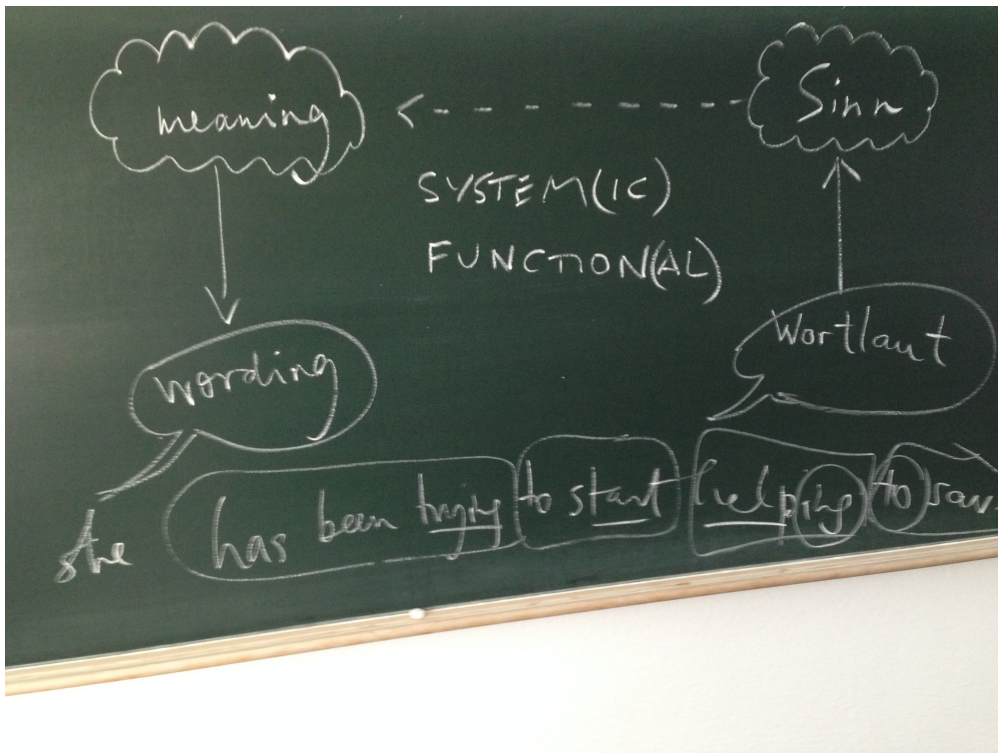 meaning
Sinn
SYSTEM(IC)
FUNCTION(AL)
Wortlaut
wording
she has been trying to start helping to